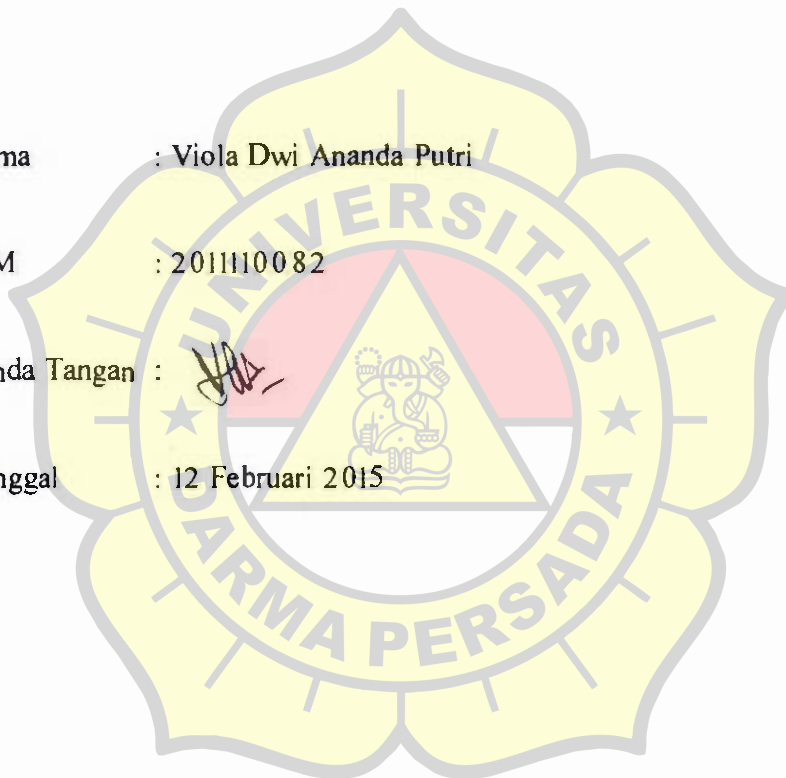 ma : Viola Dwi Ananda Putri
M : 2011110082
nda Tangan :
nggal : 12 Februari 2015
UNIVERSITAS
DARMA PERSADA